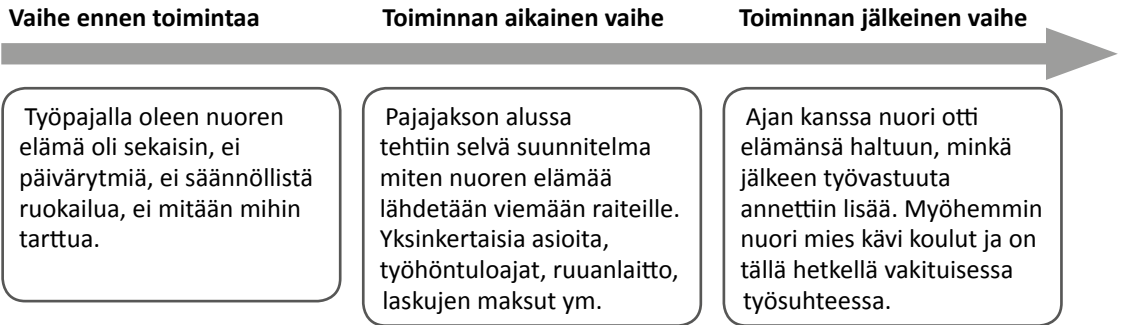 Vaihe ennen toimintaa
Toiminnan aikainen vaihe
Toiminnan jälkeinen vaihe
Työpajalla oleen nuoren
elämä oli sekaisin, ei
päivärytmiä, ei säännöllistä
ruokailua, ei mitään mihin
tarttua.
Pajajakson alussa
tehtiin selvä suunnitelma
miten nuoren elämää
lähdetään viemään raiteille.
Yksinkertaisia asioita,
työhöntuloajat, ruuanlaitto,
laskujen maksut ym.
Ajan kanssa nuori otti
elämänsä haltuun, minkä
jälkeen työvastuuta
annettiin lisää. Myöhemmin
nuori mies kävi koulut ja on
tällä hetkellä vakituisessa
työsuhteessa.